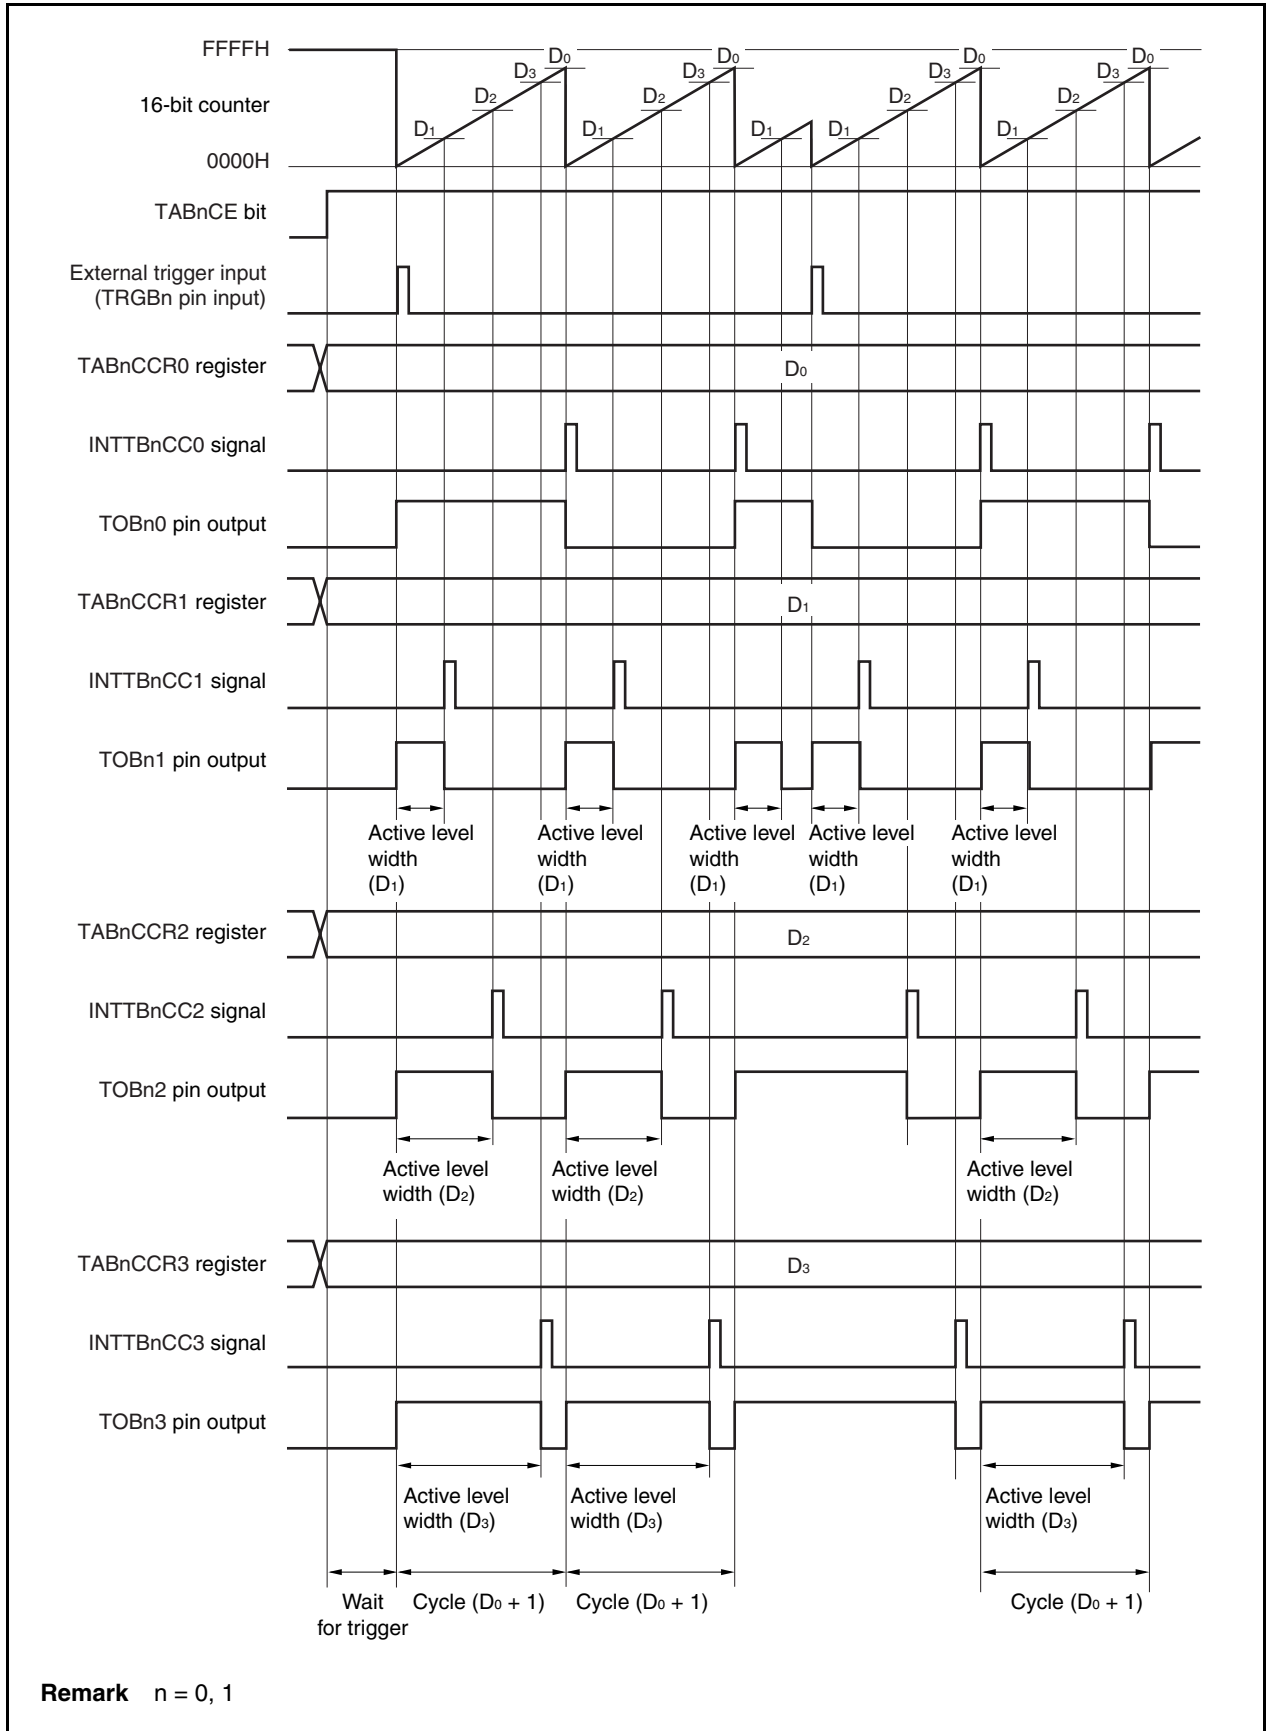 FFFFH
D0 D0 D0 D0
D3 D3 D3 D3
16-bit counter
D2 D2 D2 D2
D1 D1 D1 D1 D1
0000H
TABnCE bit
External trigger input
(TRGBn pin input)
TABnCCR0 register
D0
INTTBnCC0 signal
TOBn0 pin output
TABnCCR1 register
D1
INTTBnCC1 signal
TOBn1 pin output
Active level Active level Active level Active level Active level
width width width width width
(D1) (D1) (D1) (D1) (D1)
TABnCCR2 register
D2
INTTBnCC2 signal
TOBn2 pin output
Active level Active level Active level
width (D2) width (D2) width (D2)
TABnCCR3 register
D3
INTTBnCC3 signal
TOBn3 pin output
Active level Active level Active level
width (D3) width (D3) width (D3)
Wait Cycle (D0 + 1) Cycle (D0 + 1) Cycle (D0 + 1)
for trigger
Remark n = 0, 1